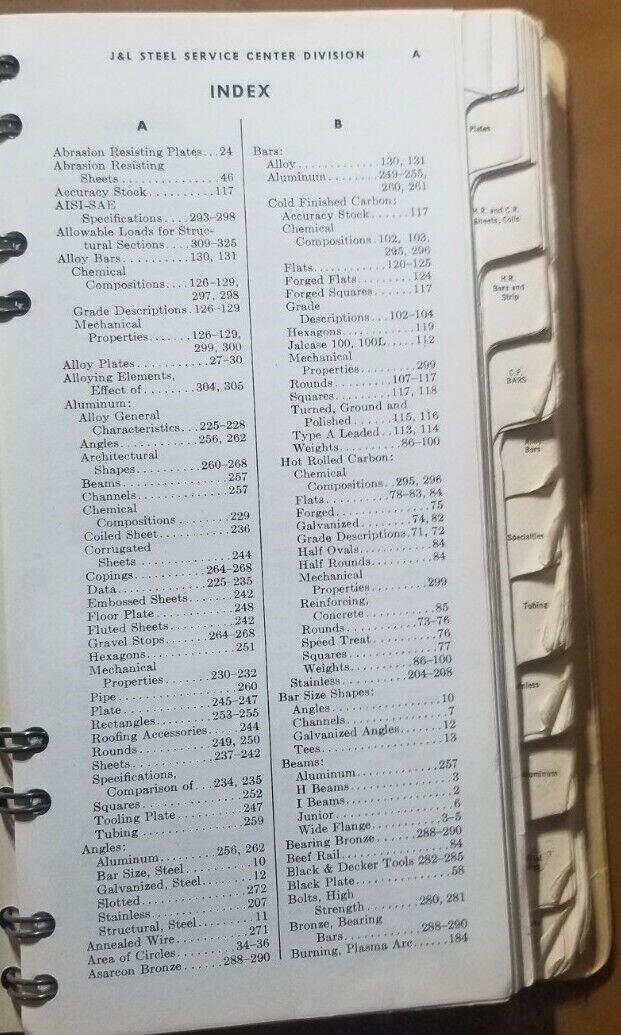 J&L STEEL SERVICE CENTER DIVISION A
INDEX
A
Abrasion Resisting Plates...24
Abrasion Resisting
Sheets................46
Accuracy Stock..........117
AISI-SAE
Specifications....293-298
Allowable Loads for Struc-
tural Sections....309-325
Alloy Bars..........130, 131
Chemical
Compositions....126-129,
297, 298
Grade Descriptions.126-129
Mechanical
Properties.......126-129,
299, 300
Alloy Plates............27-30
Alloying Elements,
Effect of........304, 305
Aluminum:
Alloy General
Characteristics...225-228
Angles...........256, 262
Architectural
Shapes..........260-268
Beams................257
Channels..............257
Chemical
Compositions........229
Coiled Sheet...........236
Corrugated
Sheets..............244
Copings...........264-268
Data..............225-235
Embossed Sheets.......242
Floor Plate............248
Fluted Sheets..........242
Gravel Stops.......264-268
Hexagons..............251
Mechanical
Properties.......230-232
Pipe..................260
Plate.............245-247
Rectangles........253-255
Roofing Accessories.....244
Rounds...........249, 250
Sheets............237-242
Specifications,
Comparison of...234, 235
Squares...............252
Tooling Plate..........247
Tubing................259
Angles:
Aluminum.........256, 262
Bar Size, Steel..........10
Galvanized, Steel........12
Slotted................272
Stainless...............207
Structural, Steel.........11
Annealed Wire...........271
Area of Circles.........34-36
Asarcon Bronze......288-290
B
Bars:
Alloy............130, 131
Aluminum........249-255,
260, 261
Cold Finished Carbon:
Accuracy Stock......117
Chemical
Compositions.102, 103,
295, 296
Flats...........120-125
Forged Flats........124
Forged Squares......117
Grade
Descriptions...102-104
Hexagons...........119
Jalcase 100, 100L.....112
Mechanical
Properties.........299
Rounds.........107-117
Squares........117, 118
Turned, Ground and
Polished......115, 116
Type A Leaded..113, 114
Weights.........86-100
Hot Rolled Carbon:
Chemical
Compositions..295, 296
Flats.........78-83, 84
Forged..............75
Galvanized........74,82
Grade Descriptions.71, 72
Half Ovals...........84
Half Rounds..........84
Mechanical
Properties.........299
Reinforcing,
Concrete...........85
Rounds...........73-76
Speed Treat..........76
Squares..............77
Weights..........86-100
Stainless..........204-208
Bar Size Shapes:
Angles................10
Channels...............7
Galvanized Angles.......12
Tees..................13
Beams:
Aluminum............257
H Beams...............3
I Beams................2
Junior.................6
Wide Flange..........3-5
Bearing Bronze......288-290
Beef Rail................84
Black & Decker Tools 282-285
Black Plate..............58
Bolts, High
Strength........280, 281
Bronze, Bearing
Bars............288-290
Burning, Plasma Arc......184
Plates
H.R. and C.R.
Sheets, Coils
H.R.
Bars and
Strip
C.F.
BARS
Alloy
Bars
Specialties
Tubing